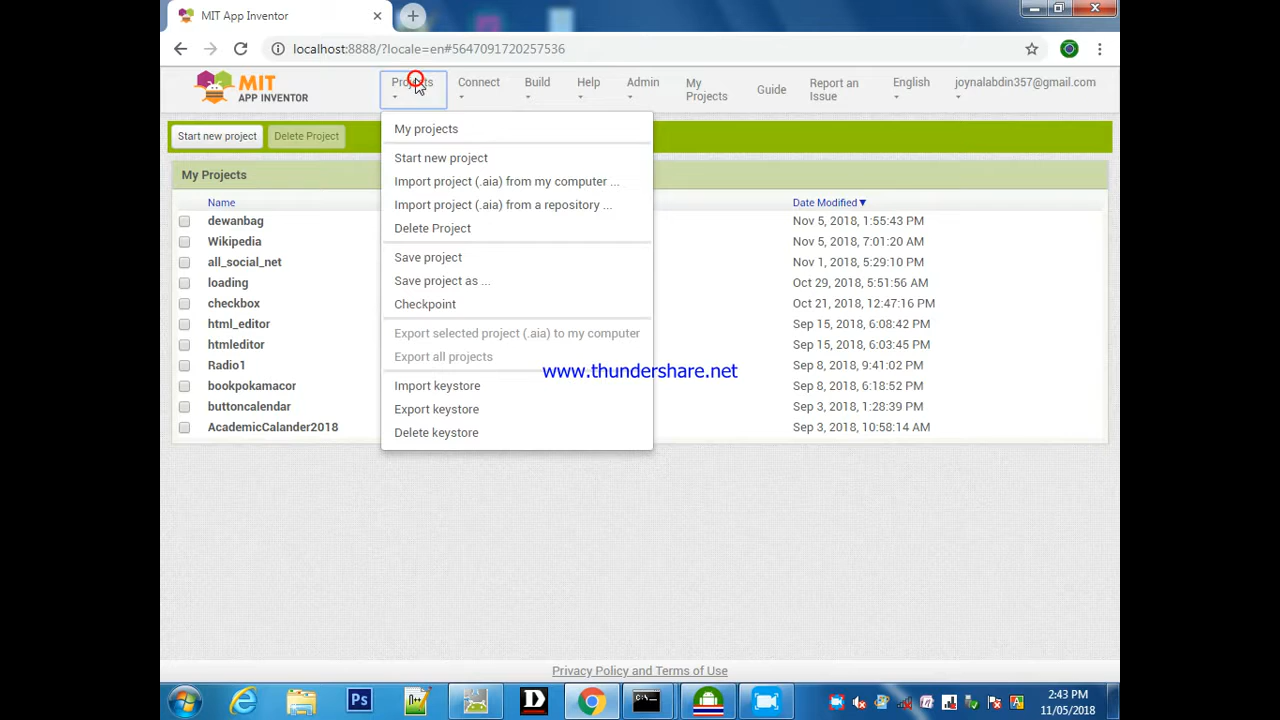 MIT App Inventor
localhost:8888/?locale=en#5647091720257536
MIT
APP INVENTOR
Projects
Connect
Build
Help
Admin
My Projects
Guide
Report an Issue
English
joynalabdin357@gmail.com
Start new project
Delete Project
My projects
Start new project
Import project (.aia) from my computer ...
Import project (.aia) from a repository ...
Delete Project
Save project
Save project as ...
Checkpoint
Export selected project (.aia) to my computer
Export all projects
Import keystore
Export keystore
Delete keystore
My Projects
Name
Date Modified▼
dewanbag
Nov 5, 2018, 1:55:43 PM
Wikipedia
Nov 5, 2018, 7:01:20 AM
all_social_net
Nov 1, 2018, 5:29:10 PM
loading
Oct 29, 2018, 5:51:56 AM
checkbox
Oct 21, 2018, 12:47:16 PM
html_editor
Sep 15, 2018, 6:08:42 PM
htmleditor
Sep 15, 2018, 6:03:45 PM
Radio1
Sep 8, 2018, 9:41:02 PM
bookpokamacor
Sep 8, 2018, 6:18:52 PM
buttoncalendar
Sep 3, 2018, 1:28:39 PM
AcademicCalander2018
Sep 3, 2018, 10:58:14 AM
www.thundershare.net
Privacy Policy and Terms of Use
Ps
2:43 PM
11/05/2018